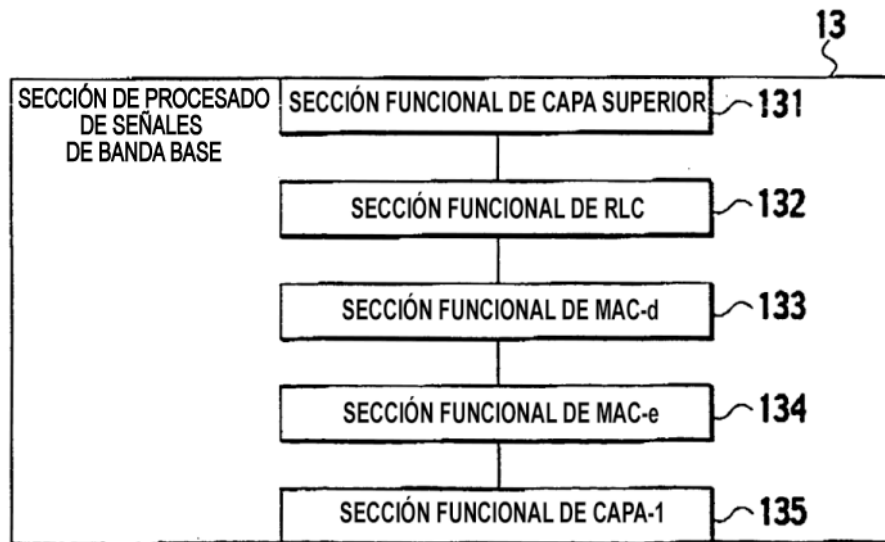 13
SECCIÓN DE PROCESADO
DE SEÑALES
DE BANDA BASE
SECCIÓN FUNCIONAL DE CAPA SUPERIOR
131
SECCIÓN FUNCIONAL DE RLC
132
SECCIÓN FUNCIONAL DE MAC-d
133
SECCIÓN FUNCIONAL DE MAC-e
134
SECCIÓN FUNCIONAL DE CAPA-1
135